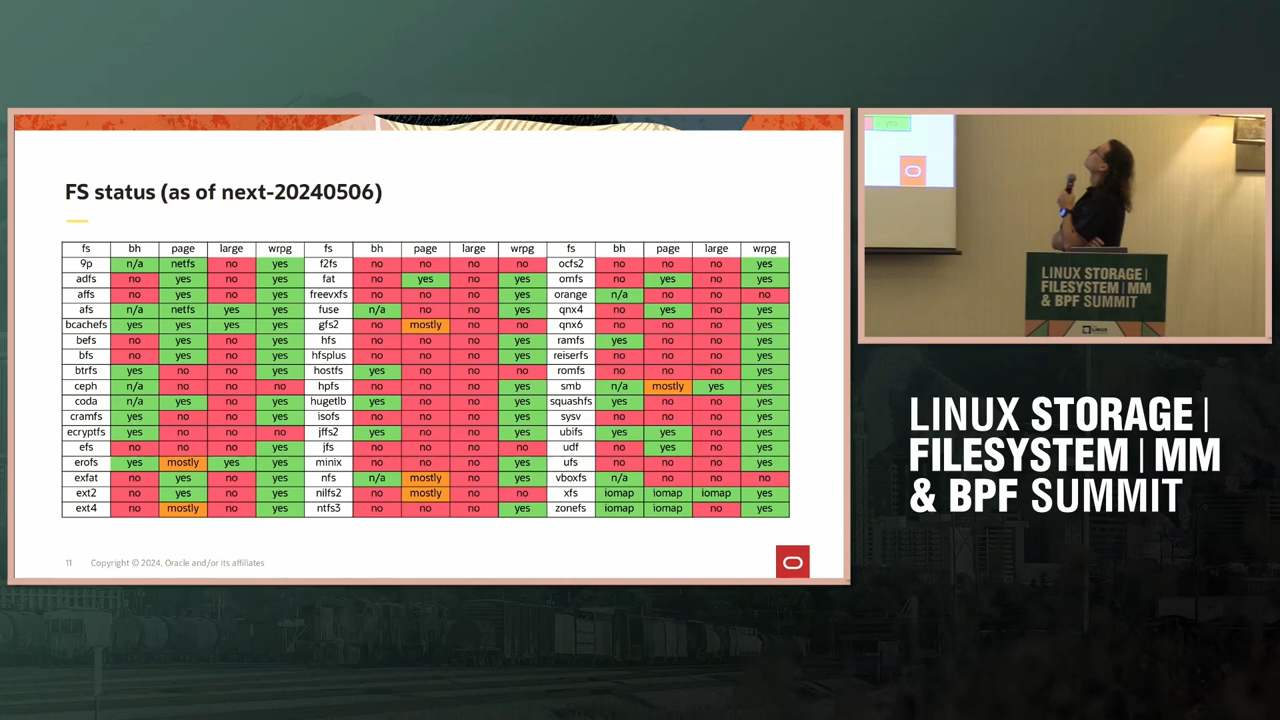 FS status (as of next-20240506)
fs bh page large wrpg fs bh page large wrpg fs bh page large wrpg
9p n/a netfs no yes f2fs no no no no ocfs2 no no no yes
adfs no yes no yes fat no yes no yes omfs no yes no yes
affs no yes no yes freevxfs no no no yes orange n/a no no no
afs n/a netfs yes yes fuse n/a no no yes qnx4 no yes no yes
bcachefs yes yes yes yes gfs2 no mostly no no qnx6 no no no yes
befs no yes no yes hfs no no no yes ramfs yes no no yes
bfs no yes no yes hfsplus no no no yes reiserfs no no no yes
btrfs yes no no yes hostfs yes no no no romfs no no no yes
ceph n/a no no no hpfs no no no yes smb n/a mostly yes yes
coda n/a yes no yes hugetlb yes no no yes squashfs yes no no yes
cramfs yes no no yes isofs no no no yes sysv no no no yes
ecryptfs yes no no no jffs2 yes no no yes ubifs yes yes no yes
efs no no no yes jfs no no no no udf no yes no yes
erofs yes mostly yes yes minix no no no yes ufs no no no yes
exfat no yes no yes nfs n/a mostly no yes vboxfs n/a no no no
ext2 no yes no yes nilfs2 no mostly no no xfs iomap iomap iomap yes
ext4 no mostly no yes ntfs3 no no no yes zonefs iomap iomap no yes
11 Copyright © 2024, Oracle and/or its affiliates
yes
LINUX STORAGE |
FILESYSTEM | MM
& BPF SUMMIT
LINUX STORAGE |
FILESYSTEM | MM
& BPF SUMMIT